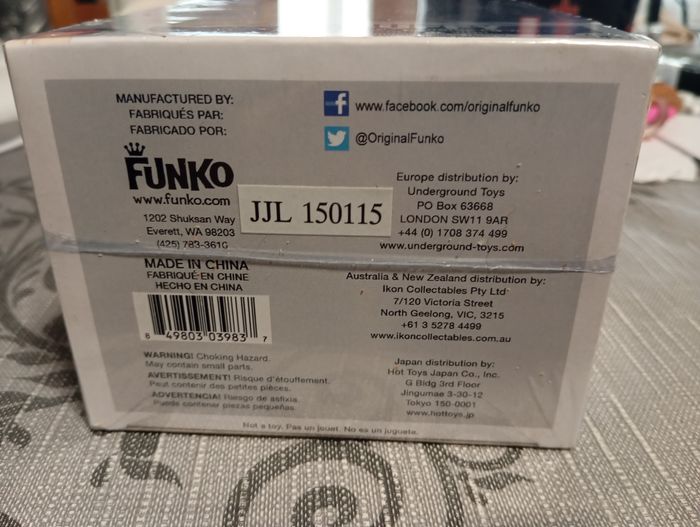 MANUFACTURED BY:
FABRIQUÉS PAR:
FABRICADO POR:
FUNKO
www.funko.com
1202 Shuksan Way
Everett, WA 98203
(425) 783-3610
MADE IN CHINA
FABRIQUÉ EN CHINE
HECHO EN CHINA
8 49803 03983 7
WARNING! Choking Hazard.
May contain small parts.
AVERTISSEMENT! Risque d'étouffement.
Peut contenir des petites pièces.
ADVERTENCIA! Riesgo de asfixia.
Puede contener piezas pequeñas.
JJL 150115
www.facebook.com/originalfunko
@OriginalFunko
Europe distribution by:
Underground Toys
PO Box 63668
LONDON SW11 9AR
+44 (0) 1708 374 499
www.underground-toys.com
Australia & New Zealand distribution by:
Ikon Collectables Pty Ltd
7/120 Victoria Street
North Geelong, VIC, 3215
+61 3 5278 4499
www.ikoncollectables.com.au
Japan distribution by:
Hot Toys Japan Co., Inc.
G Bldg 3rd Floor
Jingumae 3-30-12
Tokyo 150-0001
www.hottoys.jp
Not a toy. Pas un jouet. No es un juguete.